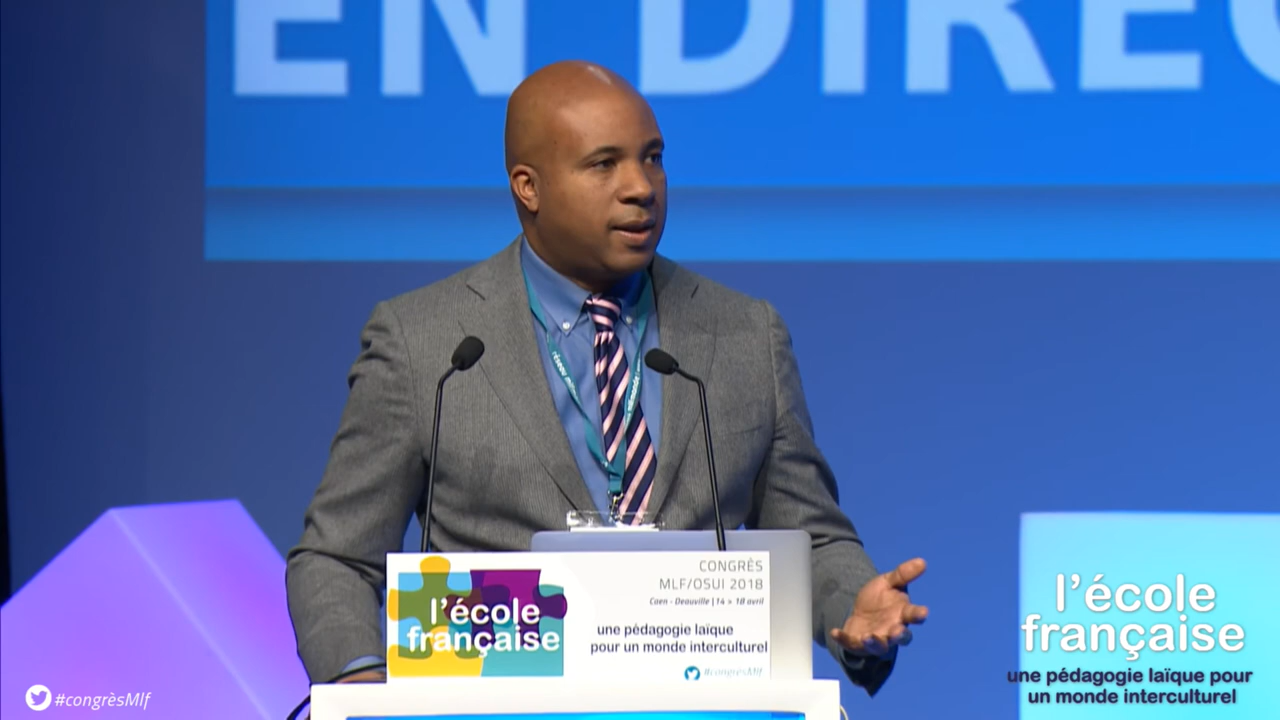 EN DIREC
réseau
l'école
française
CONGRÈS
MLF/OSUI 2018
Caen - Deauville | 14 > 18 avril
une pédagogie laïque
pour un monde interculturel
#congrèsMlf
l'école
française
une pédagogie laïque pour
un monde interculturel
#congrèsMlf